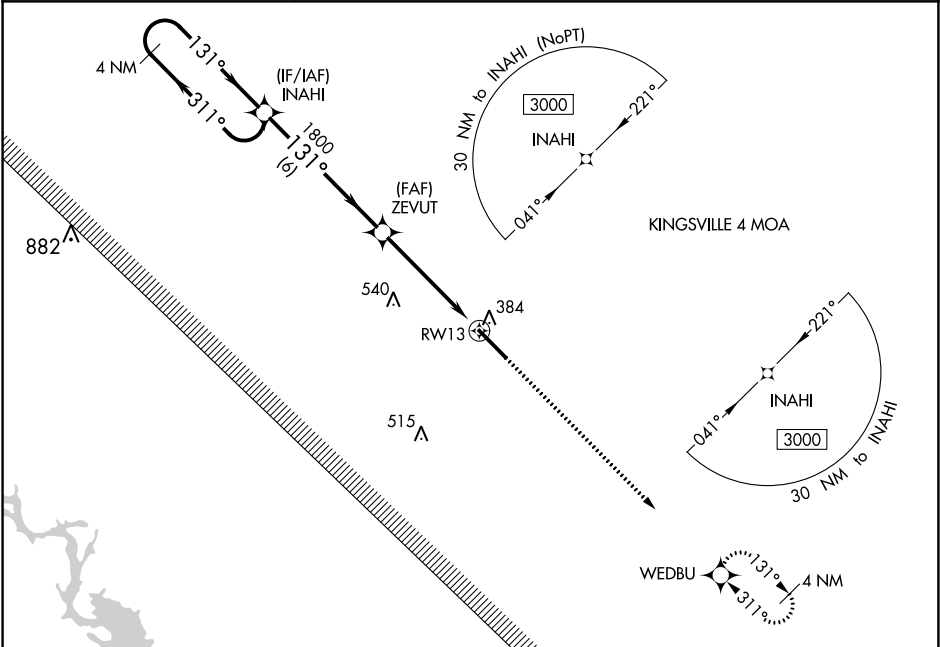 30 NM to INAHI (NoPT)
3000
INAHI
221°
041°
4 NM
131°
311°
(IF/IAF)
INAHI
1800
131°
(6)
(FAF)
ZEVUT
KINGSVILLE 4 MOA
882
540
384
RW13
515
221°
INAHI
041°
3000
30 NM to INAHI
WEDBU
131°
4 NM
311°